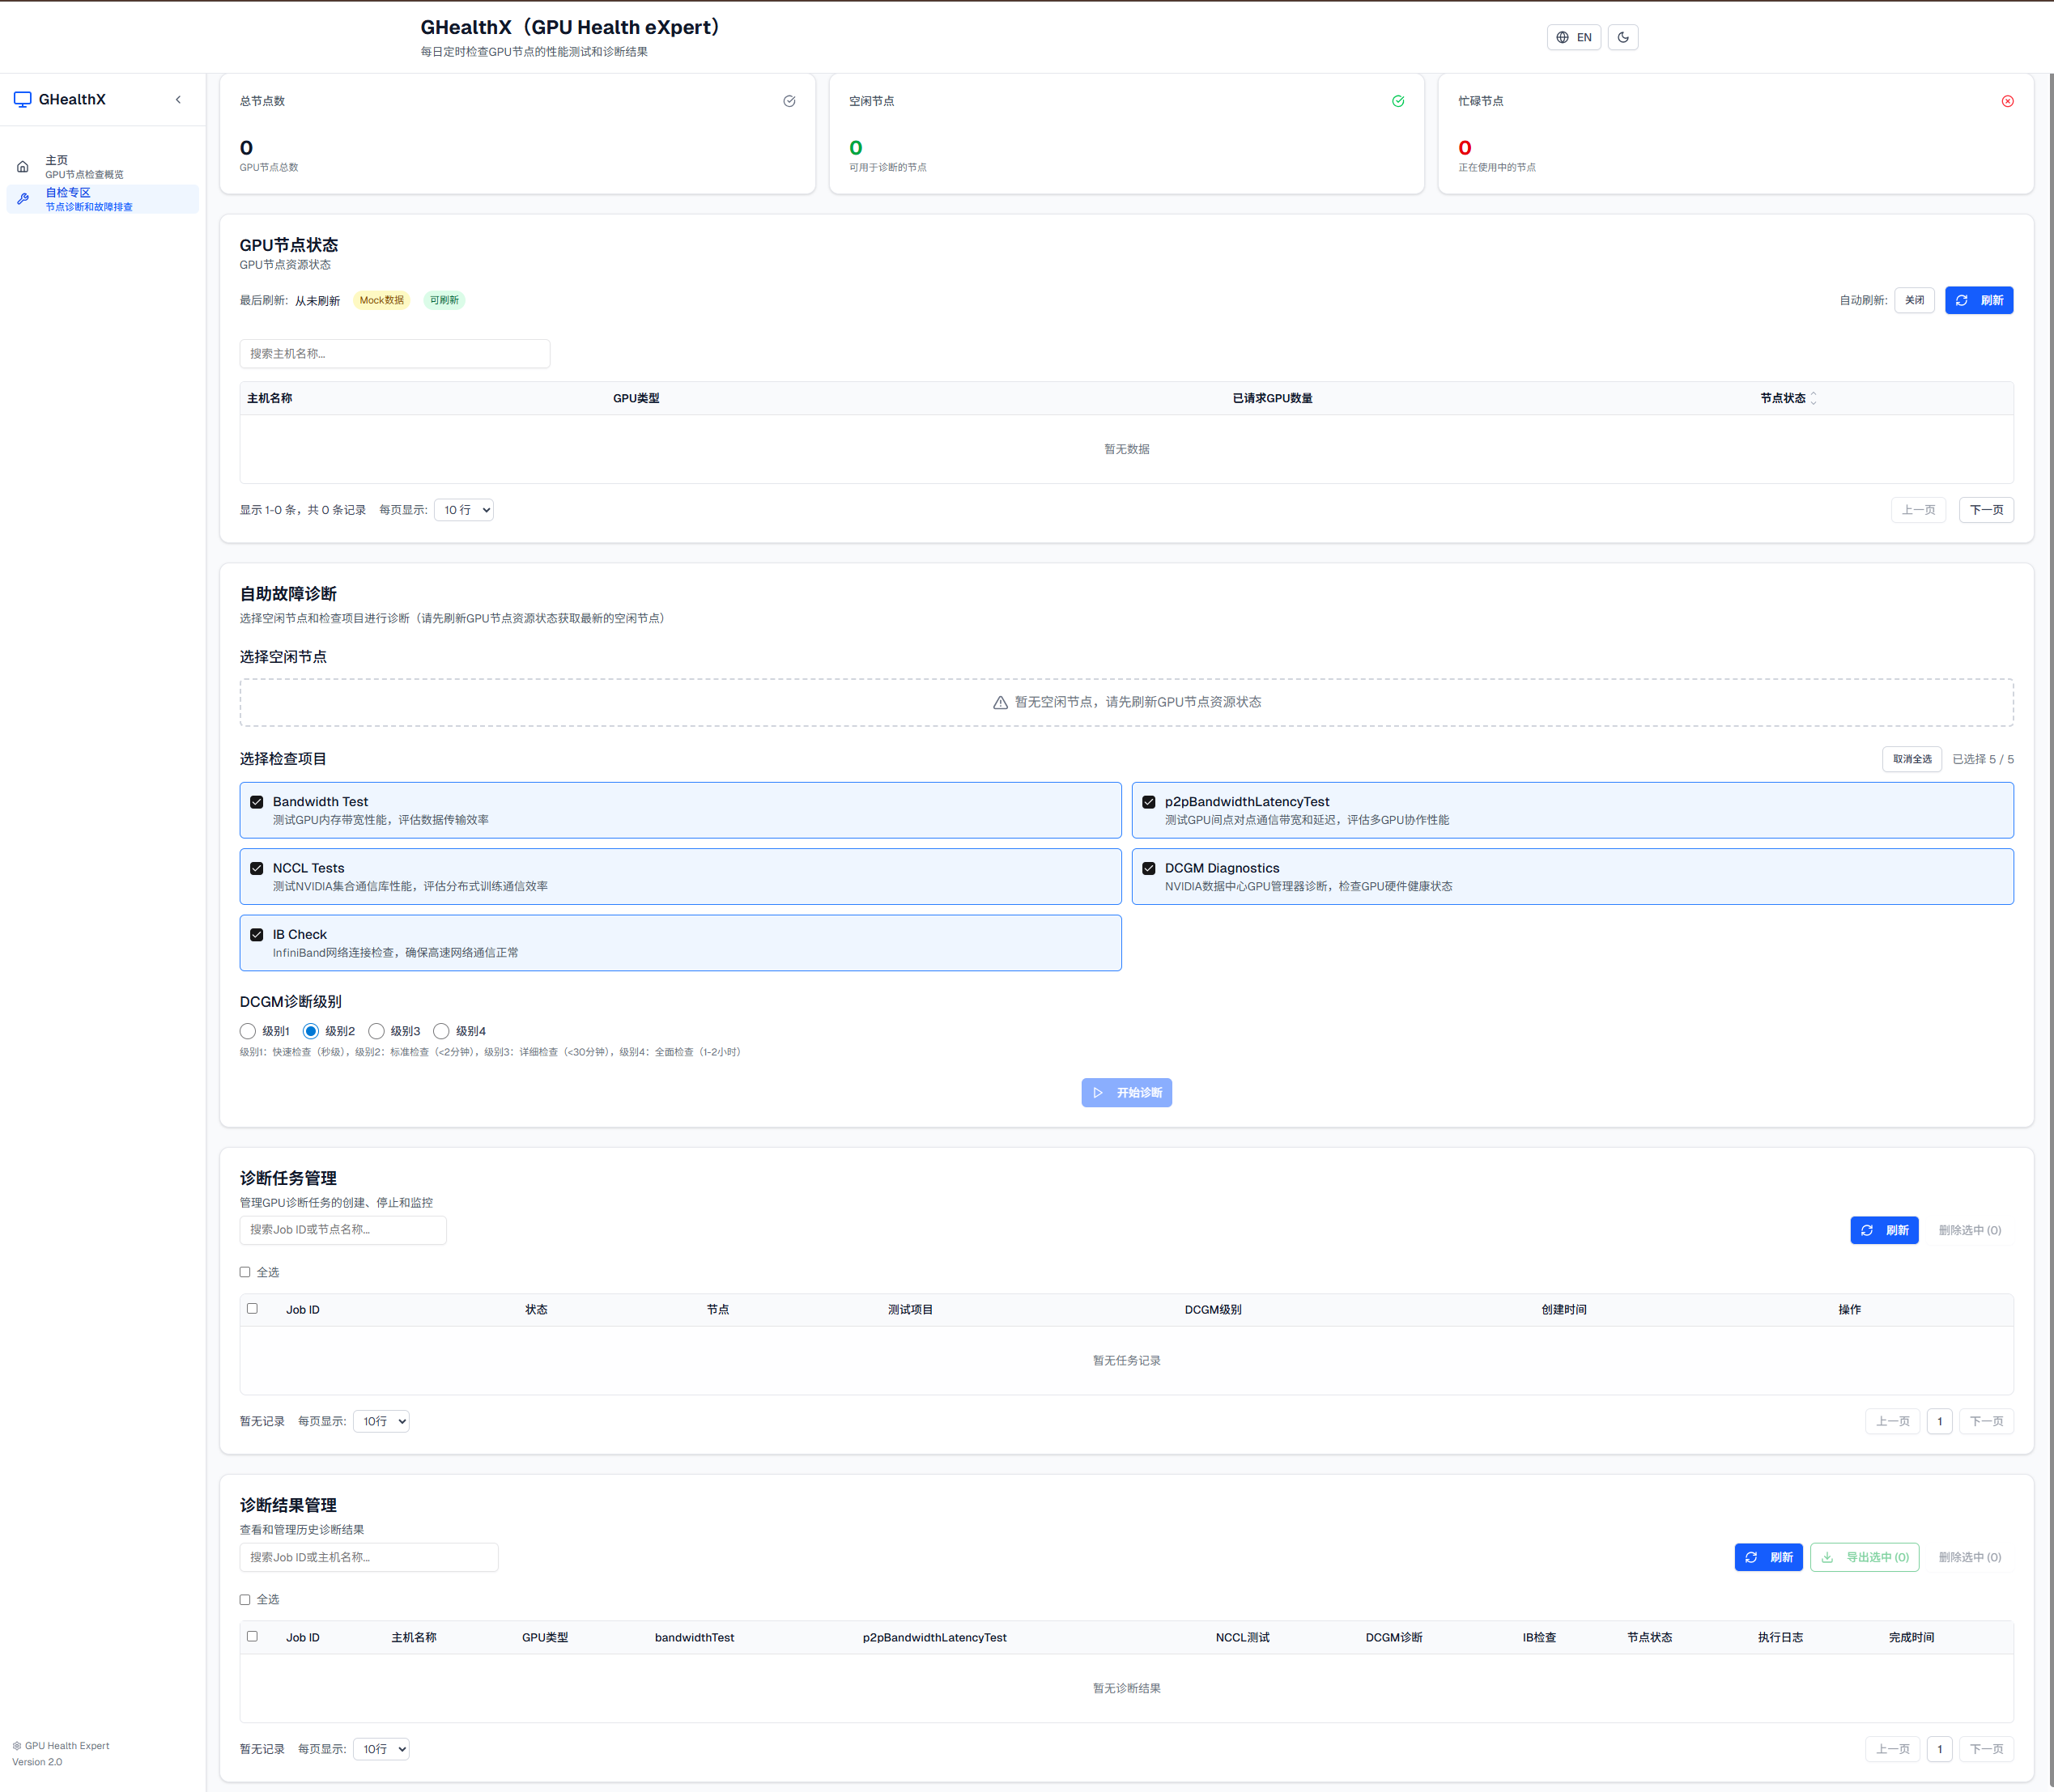 GHealthX（GPU Health eXpert）
每日定时检查GPU节点的性能测试和诊断结果
EN
GHealthX
主页
GPU节点检查概览
自检专区
节点诊断和故障排查
总节点数
0
GPU节点总数
空闲节点
0
可用于诊断的节点
忙碌节点
0
正在使用中的节点
GPU节点状态
GPU节点资源状态
最后刷新: 从未刷新 Mock数据 可刷新
自动刷新: 关闭 刷新
搜索主机名称...
主机名称 GPU类型 已请求GPU数量 节点状态
暂无数据
显示 1-0 条，共 0 条记录 每页显示: 10 行
上一页 下一页
自助故障诊断
选择空闲节点和检查项目进行诊断（请先刷新GPU节点资源状态获取最新的空闲节点）
选择空闲节点
暂无空闲节点，请先刷新GPU节点资源状态
选择检查项目
取消全选 已选择 5 / 5
Bandwidth Test
测试GPU内存带宽性能，评估数据传输效率
p2pBandwidthLatencyTest
测试GPU间点对点通信带宽和延迟，评估多GPU协作性能
NCCL Tests
测试NVIDIA集合通信库性能，评估分布式训练通信效率
DCGM Diagnostics
NVIDIA数据中心GPU管理器诊断，检查GPU硬件健康状态
IB Check
InfiniBand网络连接检查，确保高速网络通信正常
DCGM诊断级别
级别1 级别2 级别3 级别4
级别1：快速检查（秒级），级别2：标准检查（<2分钟），级别3：详细检查（<30分钟），级别4：全面检查（1-2小时）
开始诊断
诊断任务管理
管理GPU诊断任务的创建、停止和监控
搜索Job ID或节点名称...
刷新 删除选中 (0)
全选
Job ID 状态 节点 测试项目 DCGM级别 创建时间 操作
暂无任务记录
暂无记录 每页显示: 10行
上一页 1 下一页
诊断结果管理
查看和管理历史诊断结果
搜索Job ID或主机名称...
刷新 导出选中 (0) 删除选中 (0)
全选
Job ID 主机名称 GPU类型 bandwidthTest p2pBandwidthLatencyTest NCCL测试 DCGM诊断 IB检查 节点状态 执行日志 完成时间
暂无诊断结果
暂无记录 每页显示: 10行
上一页 1 下一页
GPU Health Expert
Version 2.0